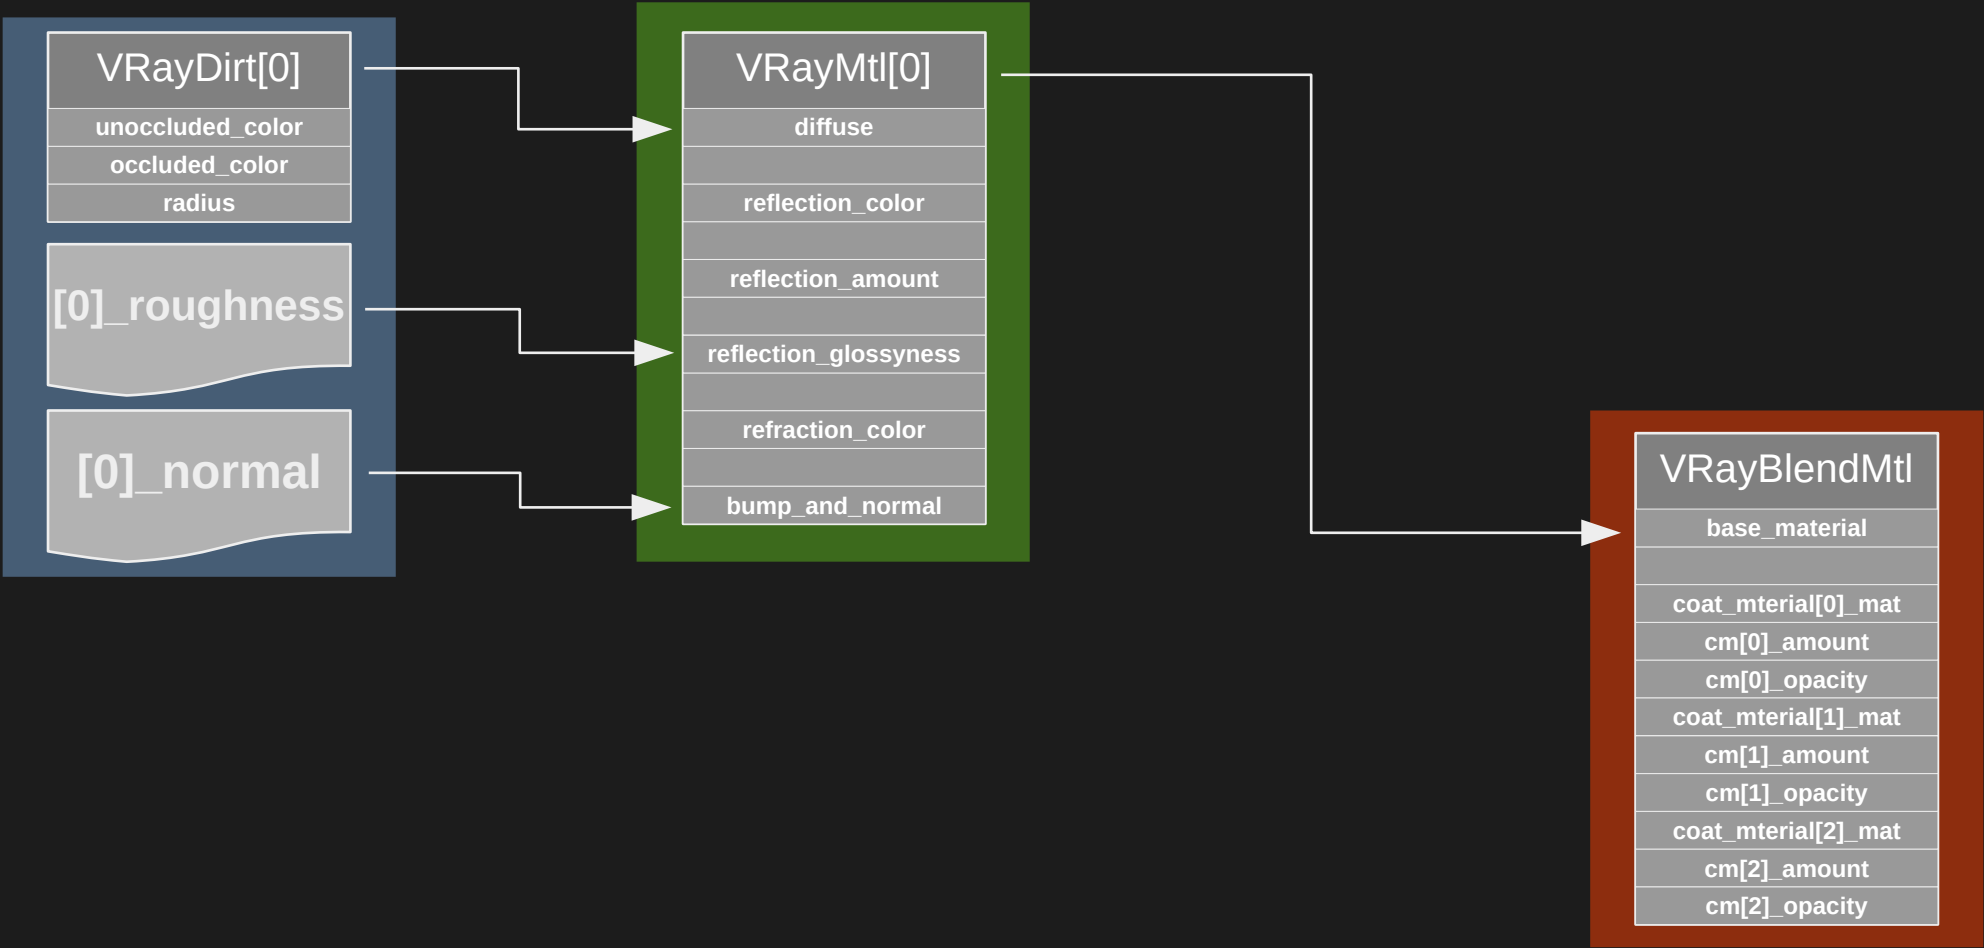 VRayDirt[0]
unoccluded_color
occluded_color
radius
[0]_roughness
[0]_normal
VRayMtl[0]
diffuse
reflection_color
reflection_amount
reflection_glossyness
refraction_color
bump_and_normal
VRayBlendMtl
base_material
coat_mterial[0]_mat
cm[0]_amount
cm[0]_opacity
coat_mterial[1]_mat
cm[1]_amount
cm[1]_opacity
coat_mterial[2]_mat
cm[2]_amount
cm[2]_opacity